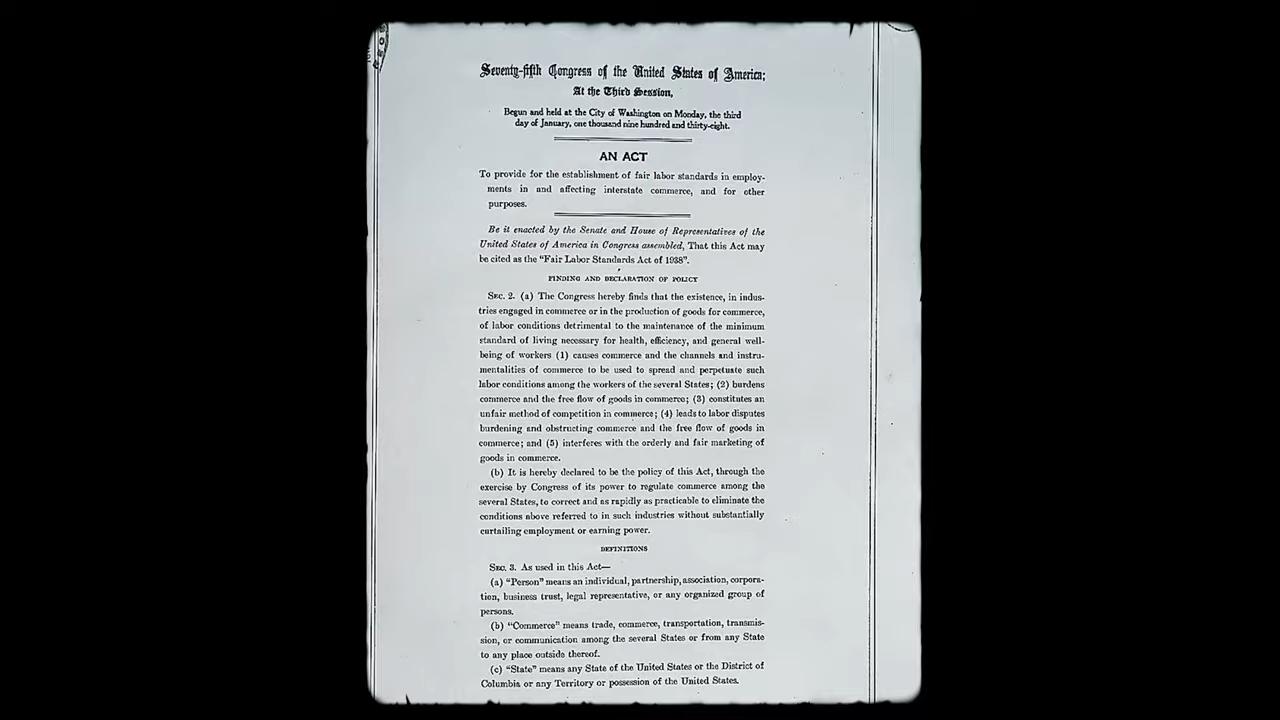 Seventy-fifth Congress of the United States of America;
At the Third Session,
Begun and held at the City of Washington on Monday, the third
day of January, one thousand nine hundred and thirty-eight.
AN ACT
To provide for the establishment of fair labor standards in employ-
ments in and affecting interstate commerce, and for other
purposes.
Be it enacted by the Senate and House of Representatives of the
United States of America in Congress assembled, That this Act may
be cited as the "Fair Labor Standards Act of 1938".
FINDING AND DECLARATION OF POLICY
SEC. 2. (a) The Congress hereby finds that the existence, in indus-
tries engaged in commerce or in the production of goods for commerce,
of labor conditions detrimental to the maintenance of the minimum
standard of living necessary for health, efficiency, and general well-
being of workers (1) causes commerce and the channels and instru-
mentalities of commerce to be used to spread and perpetuate such
labor conditions among the workers of the several States; (2) burdens
commerce and the free flow of goods in commerce; (3) constitutes an
unfair method of competition in commerce; (4) leads to labor disputes
burdening and obstructing commerce and the free flow of goods in
commerce; and (5) interferes with the orderly and fair marketing of
goods in commerce.
(b) It is hereby declared to be the policy of this Act, through the
exercise by Congress of its power to regulate commerce among the
several States, to correct and as rapidly as practicable to eliminate the
conditions above referred to in such industries without substantially
curtailing employment or earning power.
DEFINITIONS
SEC. 3. As used in this Act—
(a) "Person" means an individual, partnership, association, corpora-
tion, business trust, legal representative, or any organized group of
persons.
(b) "Commerce" means trade, commerce, transportation, transmis-
sion, or communication among the several States or from any State
to any place outside thereof.
(c) "State" means any State of the United States or the District of
Columbia or any Territory or possession of the United States.